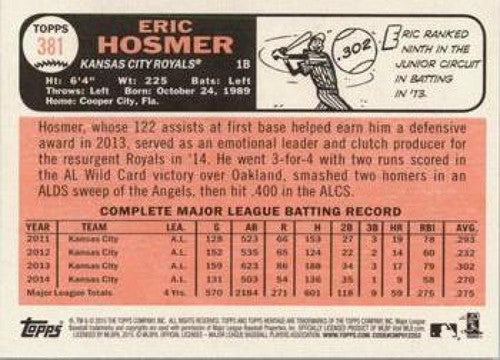 TOPPS
381
ERIC
HOSMER
KANSAS CITY ROYALS® 1B
Ht: 6'4" Wt: 225 Bats: Left
Throws: Left Born: October 24, 1989
Home: Cooper City, Fla.
.302
ERIC RANKED
NINTH IN THE
JUNIOR CIRCUIT
IN BATTING
IN '13.
Hosmer, whose 122 assists at first base helped earn him a defensive
award in 2013, served as an emotional leader and clutch producer for
the resurgent Royals in '14. He went 3-for-4 with two runs scored in
the AL Wild Card victory over Oakland, smashed two homers in an
ALDS sweep of the Angels, then hit .400 in the ALCS.
COMPLETE MAJOR LEAGUE BATTING RECORD
YEAR TEAM LEA. G AB R H 2B 3B HR RBI AVG.
2011 Kansas City A.L. 128 523 66 153 27 3 19 78 .293
2012 Kansas City A.L. 152 535 65 124 22 2 14 60 .232
2013 Kansas City A.L. 159 623 86 188 34 3 17 79 .302
2014 Kansas City A.L. 131 503 54 136 35 1 9 58 .270
Major League Totals 4 Yrs. 570 2184 271 601 118 9 59 275 .275
Topps